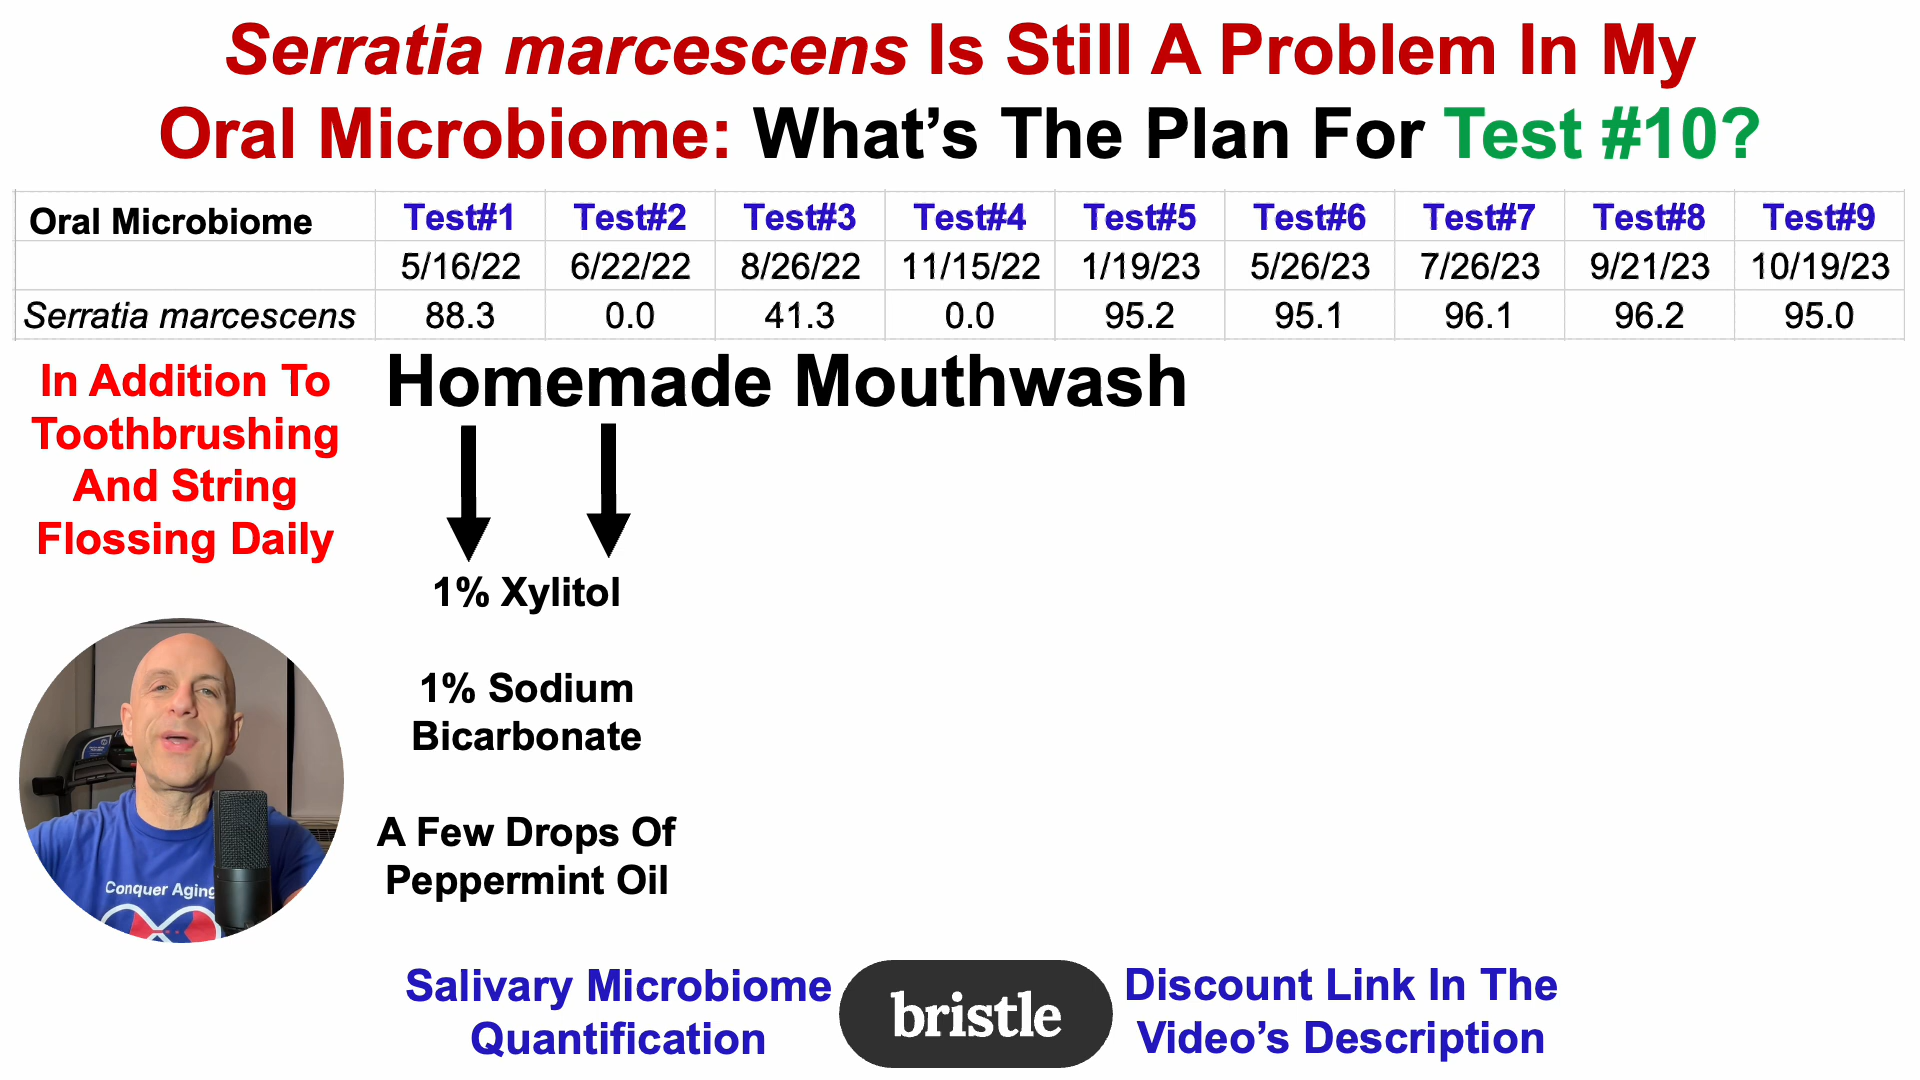 Serratia marcescens Is Still A Problem In My
Oral Microbiome: What’s The Plan For Test #10?
Oral Microbiome Test#1 Test#2 Test#3 Test#4 Test#5 Test#6 Test#7 Test#8 Test#9
5/16/22 6/22/22 8/26/22 11/15/22 1/19/23 5/26/23 7/26/23 9/21/23 10/19/23
Serratia marcescens 88.3 0.0 41.3 0.0 95.2 95.1 96.1 96.2 95.0
In Addition To
Toothbrushing
And String
Flossing Daily
Homemade Mouthwash
1% Xylitol
1% Sodium
Bicarbonate
A Few Drops Of
Peppermint Oil
Conquer Aging
Salivary Microbiome
Quantification
bristle
Discount Link In The
Video’s Description